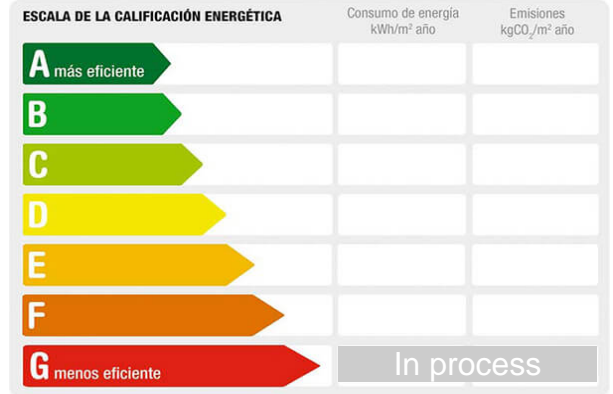 ESCALA DE LA CALIFICACIÓN ENERGÉTICA
Consumo de energía
kWh/m² año
Emisiones
kgCO₂/m² año
A más eficiente
B
C
D
E
F
G menos eficiente
In process